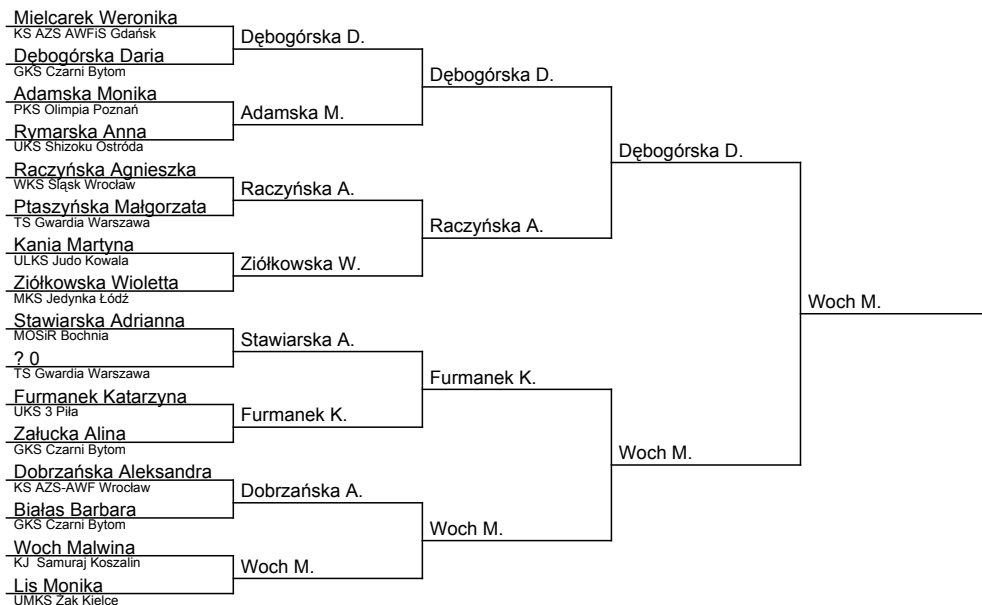 Mielcarek Weronika
KS AZS AWFiS Gdańsk
Dębogórska Daria
GKS Czarni Bytom
Adamska Monika
PKS Olimpia Poznań
Rymarska Anna
UKS Shizoku Ostróda
Raczyńska Agnieszka
WKS Śląsk Wrocław
Ptaszyńska Małgorzata
TS Gwardia Warszawa
Kania Martyna
ULKS Judo Kowala
Ziółkowska Wioletta
MKS Jedynka Łódź
Stawiarska Adrianna
MOSiR Bochnia
? 0
TS Gwardia Warszawa
Furmanek Katarzyna
UKS 3 Piła
Załucka Alina
GKS Czarni Bytom
Dobrzańska Aleksandra
KS AZS-AWF Wrocław
Białas Barbara
GKS Czarni Bytom
Woch Malwina
KJ Samuraj Koszalin
Lis Monika
UMKS Żak Kielce
Dębogórska D.
Adamska M.
Raczyńska A.
Ziółkowska W.
Stawiarska A.
Furmanek K.
Dobrzańska A.
Woch M.
Dębogórska D.
Raczyńska A.
Furmanek K.
Woch M.
Dębogórska D.
Woch M.
Woch M.